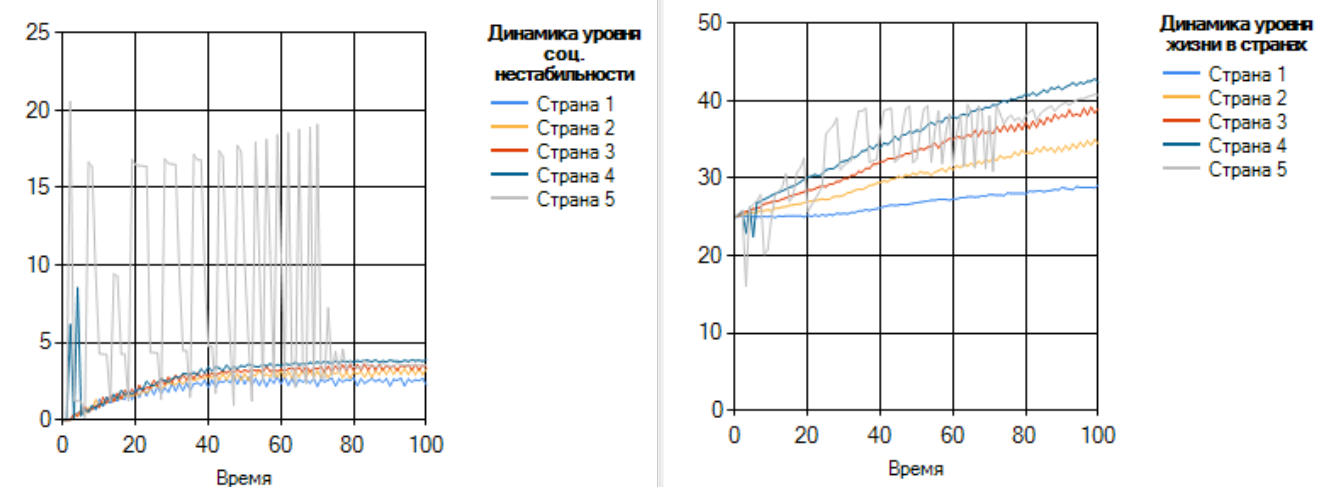 25
20
15
10
5
0
0 20 40 60 80 100
Время
Динамика уровня
соц.
нестабильности
Страна 1
Страна 2
Страна 3
Страна 4
Страна 5
50
40
30
20
10
0
0 20 40 60 80 100
Время
Динамика уровня
жизни в странах
Страна 1
Страна 2
Страна 3
Страна 4
Страна 5